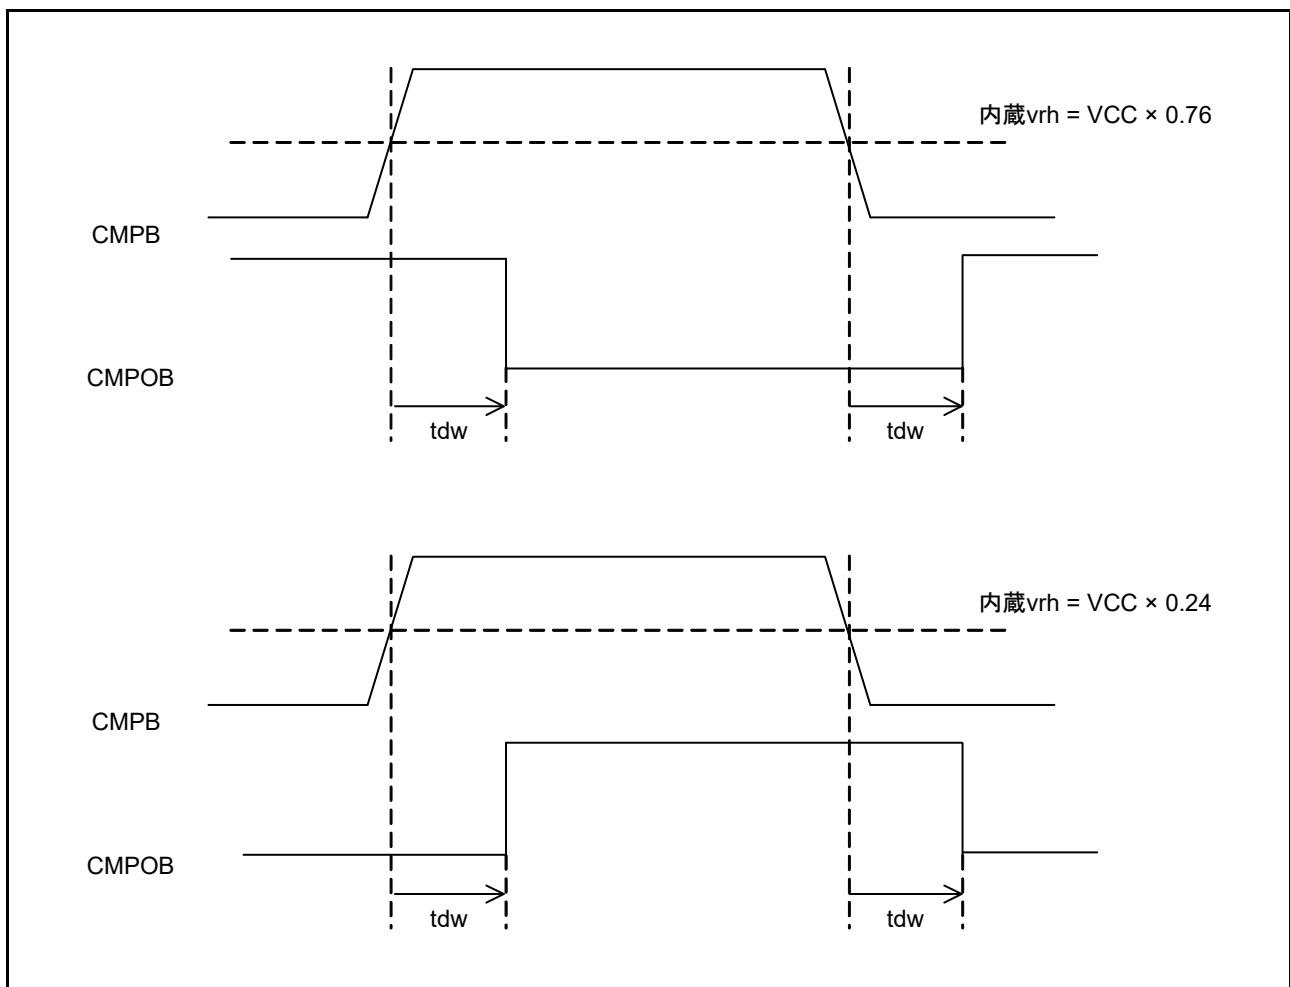 内蔵vrh = VCC × 0.76
CMPB
CMPOB
tdw
tdw
内蔵vrh = VCC × 0.24
CMPB
CMPOB
tdw
tdw